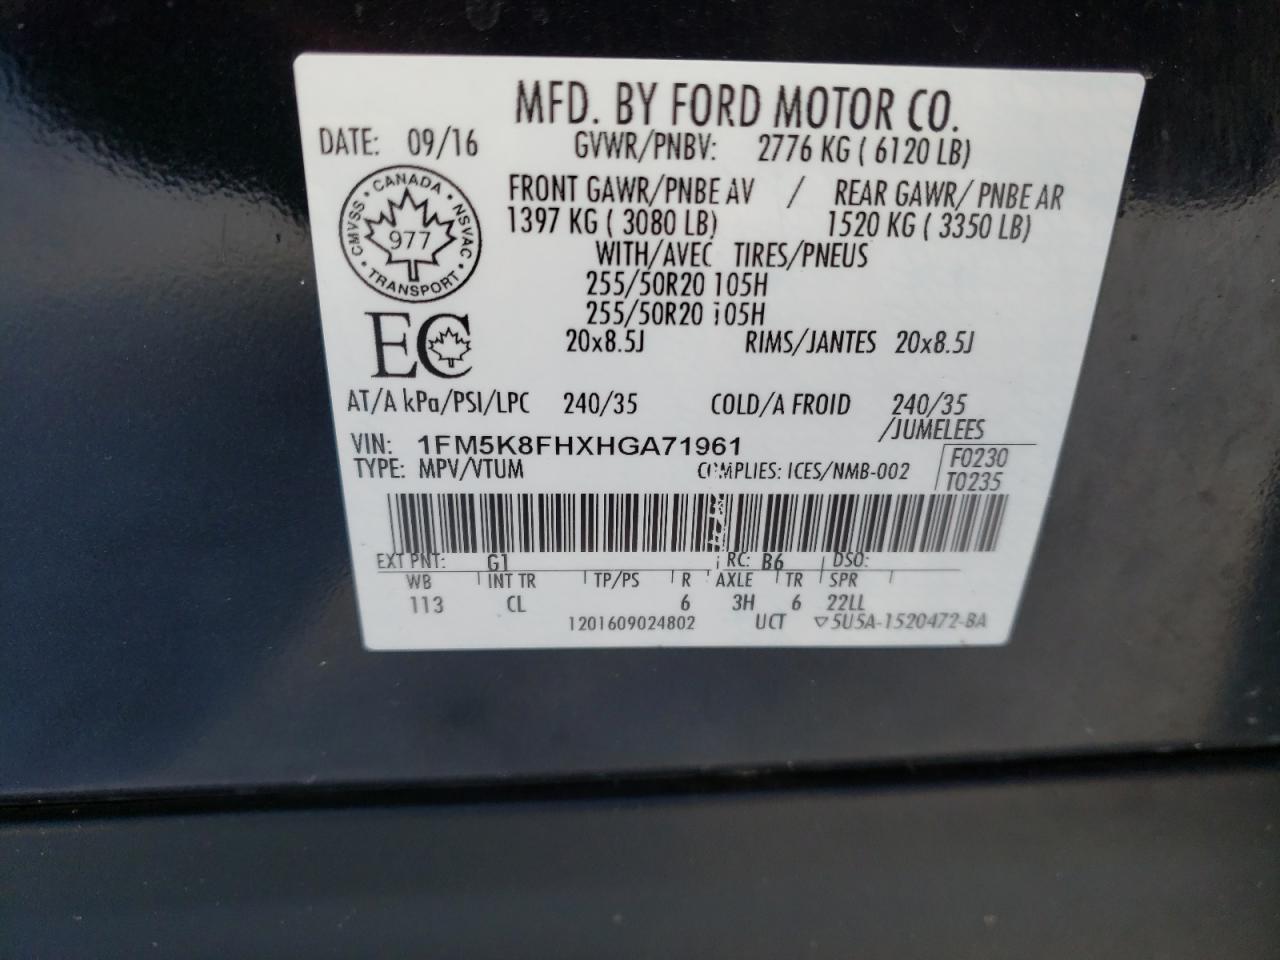 MFD. BY FORD MOTOR CO.
DATE: 09/16 GVWR/PNBV: 2776 KG ( 6120 LB)
FRONT GAWR/PNBE AV / REAR GAWR/ PNBE AR
1397 KG ( 3080 LB) 1520 KG ( 3350 LB)
CMVSS • CANADA • NSVAC • TRANSPORT •
977
WITH/AVEC TIRES/PNEUS
255/50R20 105H
255/50R20 105H
EC
20x8.5J RIMS/JANTES 20x8.5J
AT/A kPa/PSI/LPC 240/35 COLD/A FROID 240/35
/JUMELEES
VIN: 1FM5K8FHXHGA71961
TYPE: MPV/VTUM COMPLIES: ICES/NMB-002
F0230
T0235
EXT PNT: G1 RC: B6 DSO:
WB INT TR TP/PS R AXLE TR SPR
113 CL 6 3H 6 22LL
1201609024802 UCT ▽5U5A-1520472-BA